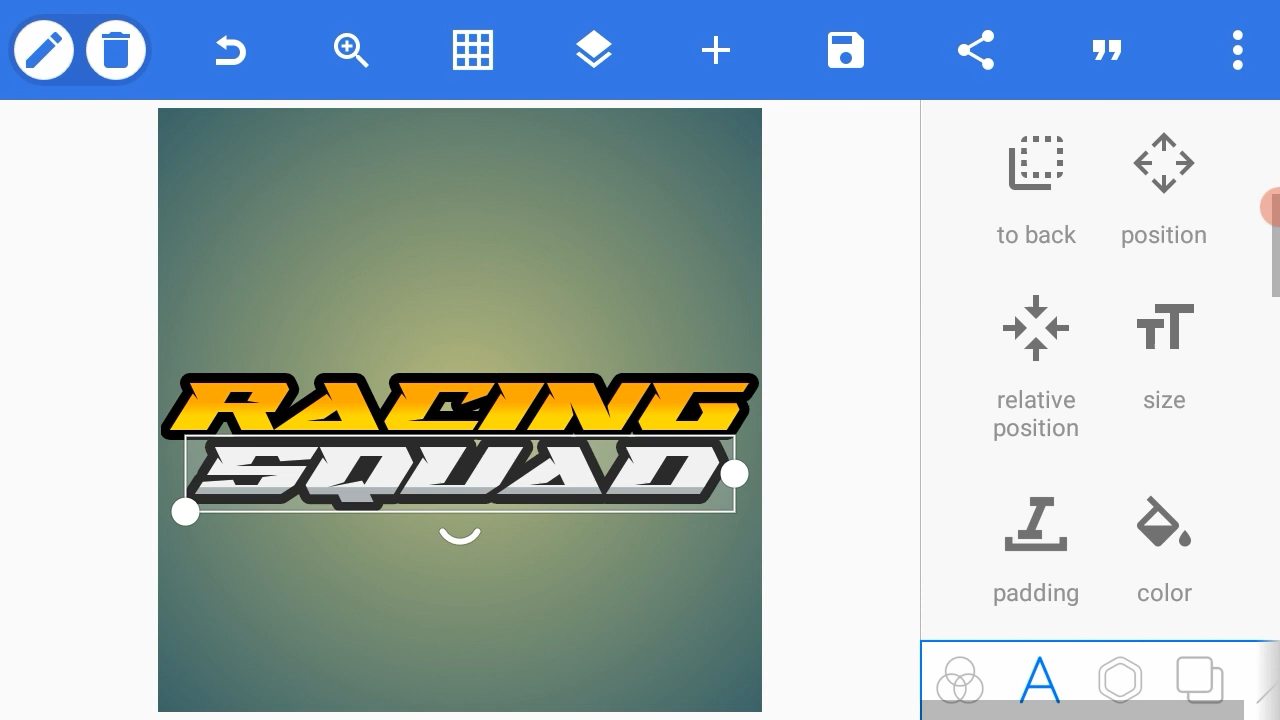 to back
position
RACING
SQUAD
relative
position
size
padding
color